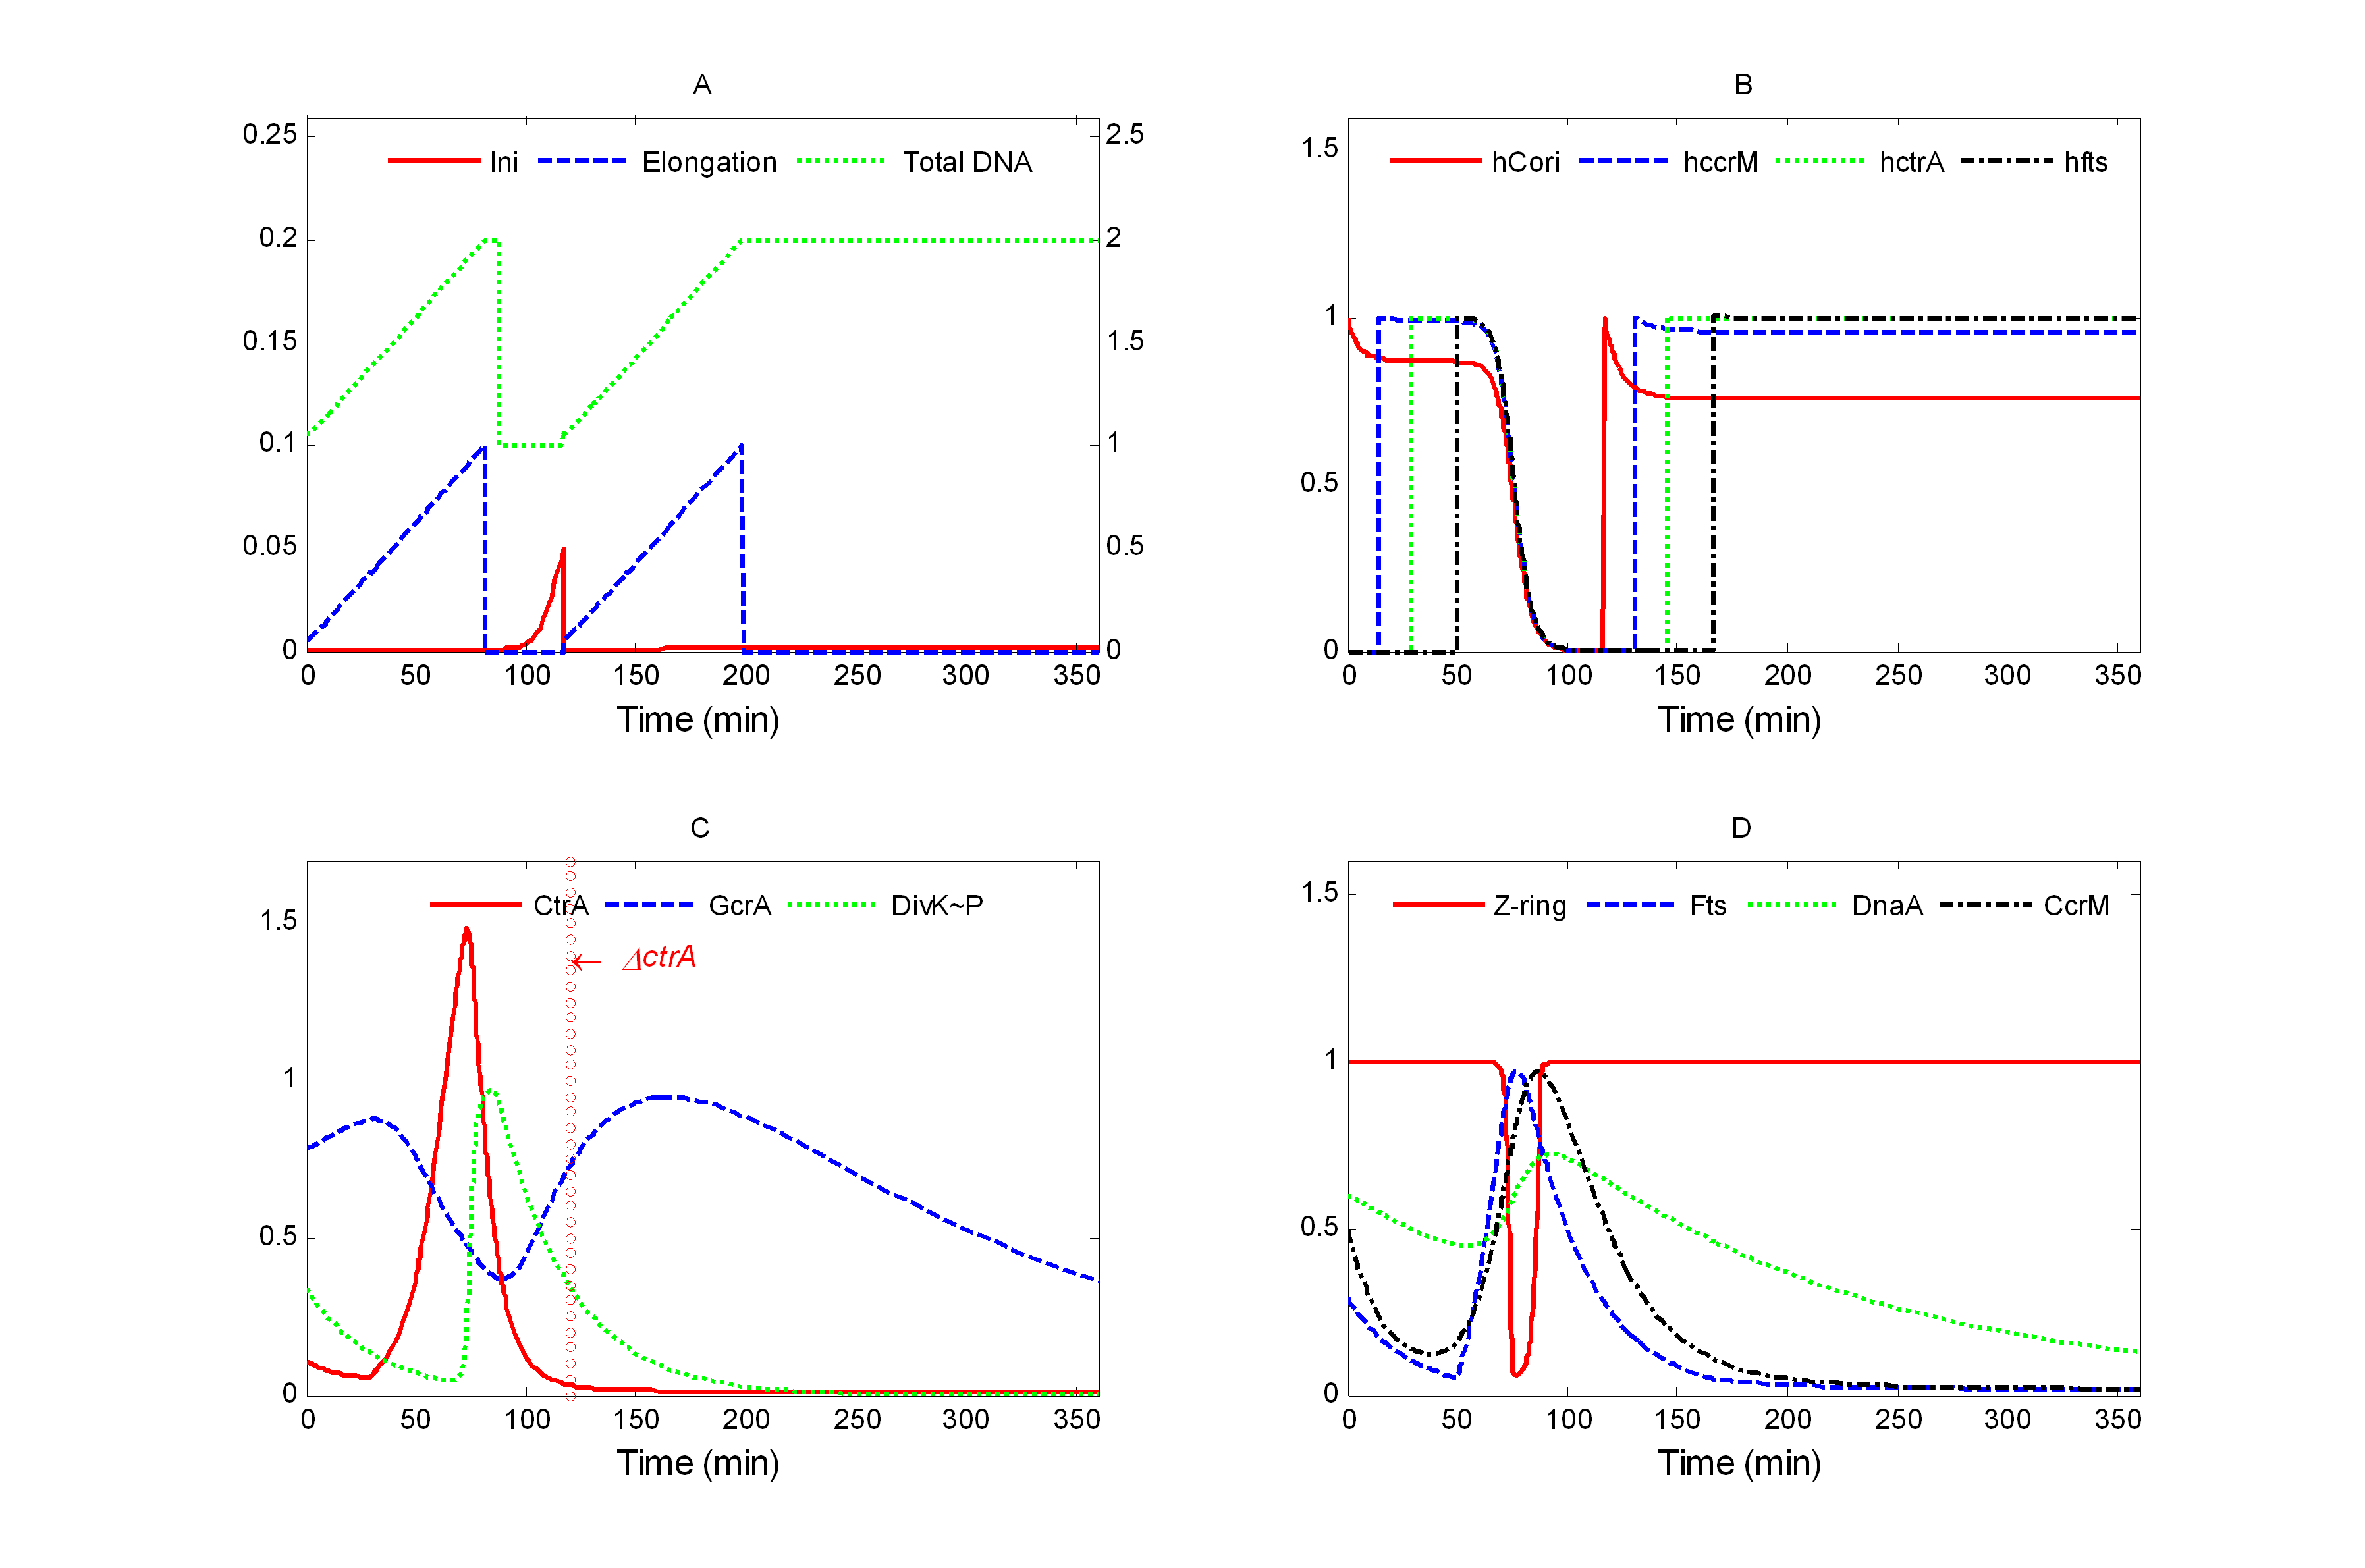 A
0.25
0.2
0.15
0.1
0.05
0
2.5
2
1.5
1
0.5
0
Ini Elongation Total DNA
0 50 100 150 200 250 300 350
Time (min)
B
1.5
1
0.5
0
hCori hccrM hctrA hfts
0 50 100 150 200 250 300 350
Time (min)
C
1.5
1
0.5
0
CtrA GcrA DivK~P
← ΔctrA
0 50 100 150 200 250 300 350
Time (min)
D
1.5
1
0.5
0
Z-ring Fts DnaA CcrM
0 50 100 150 200 250 300 350
Time (min)